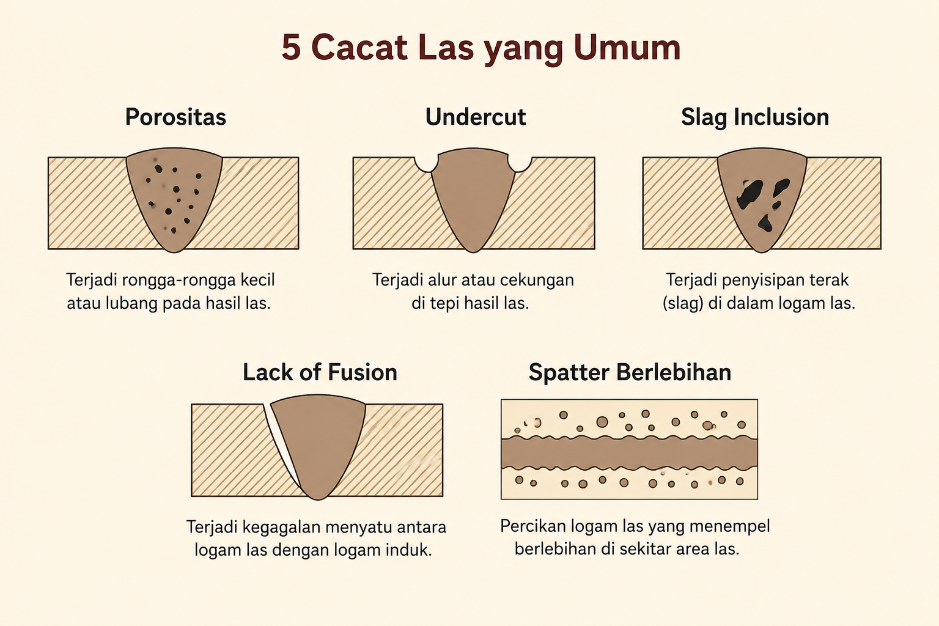 5 Cacat Las yang Umum
Porositas
Terjadi rongga-rongga kecil
atau lubang pada hasil las.
Undercut
Terjadi alur atau cekungan
di tepi hasil las.
Slag Inclusion
Terjadi penyisipan terak
(slag) di dalam logam las.
Lack of Fusion
Terjadi kegagalan menyatu antara
logam las dengan logam induk.
Spatter Berlebihan
Percikan logam las yang menempel
berlebihan di sekitar area las.